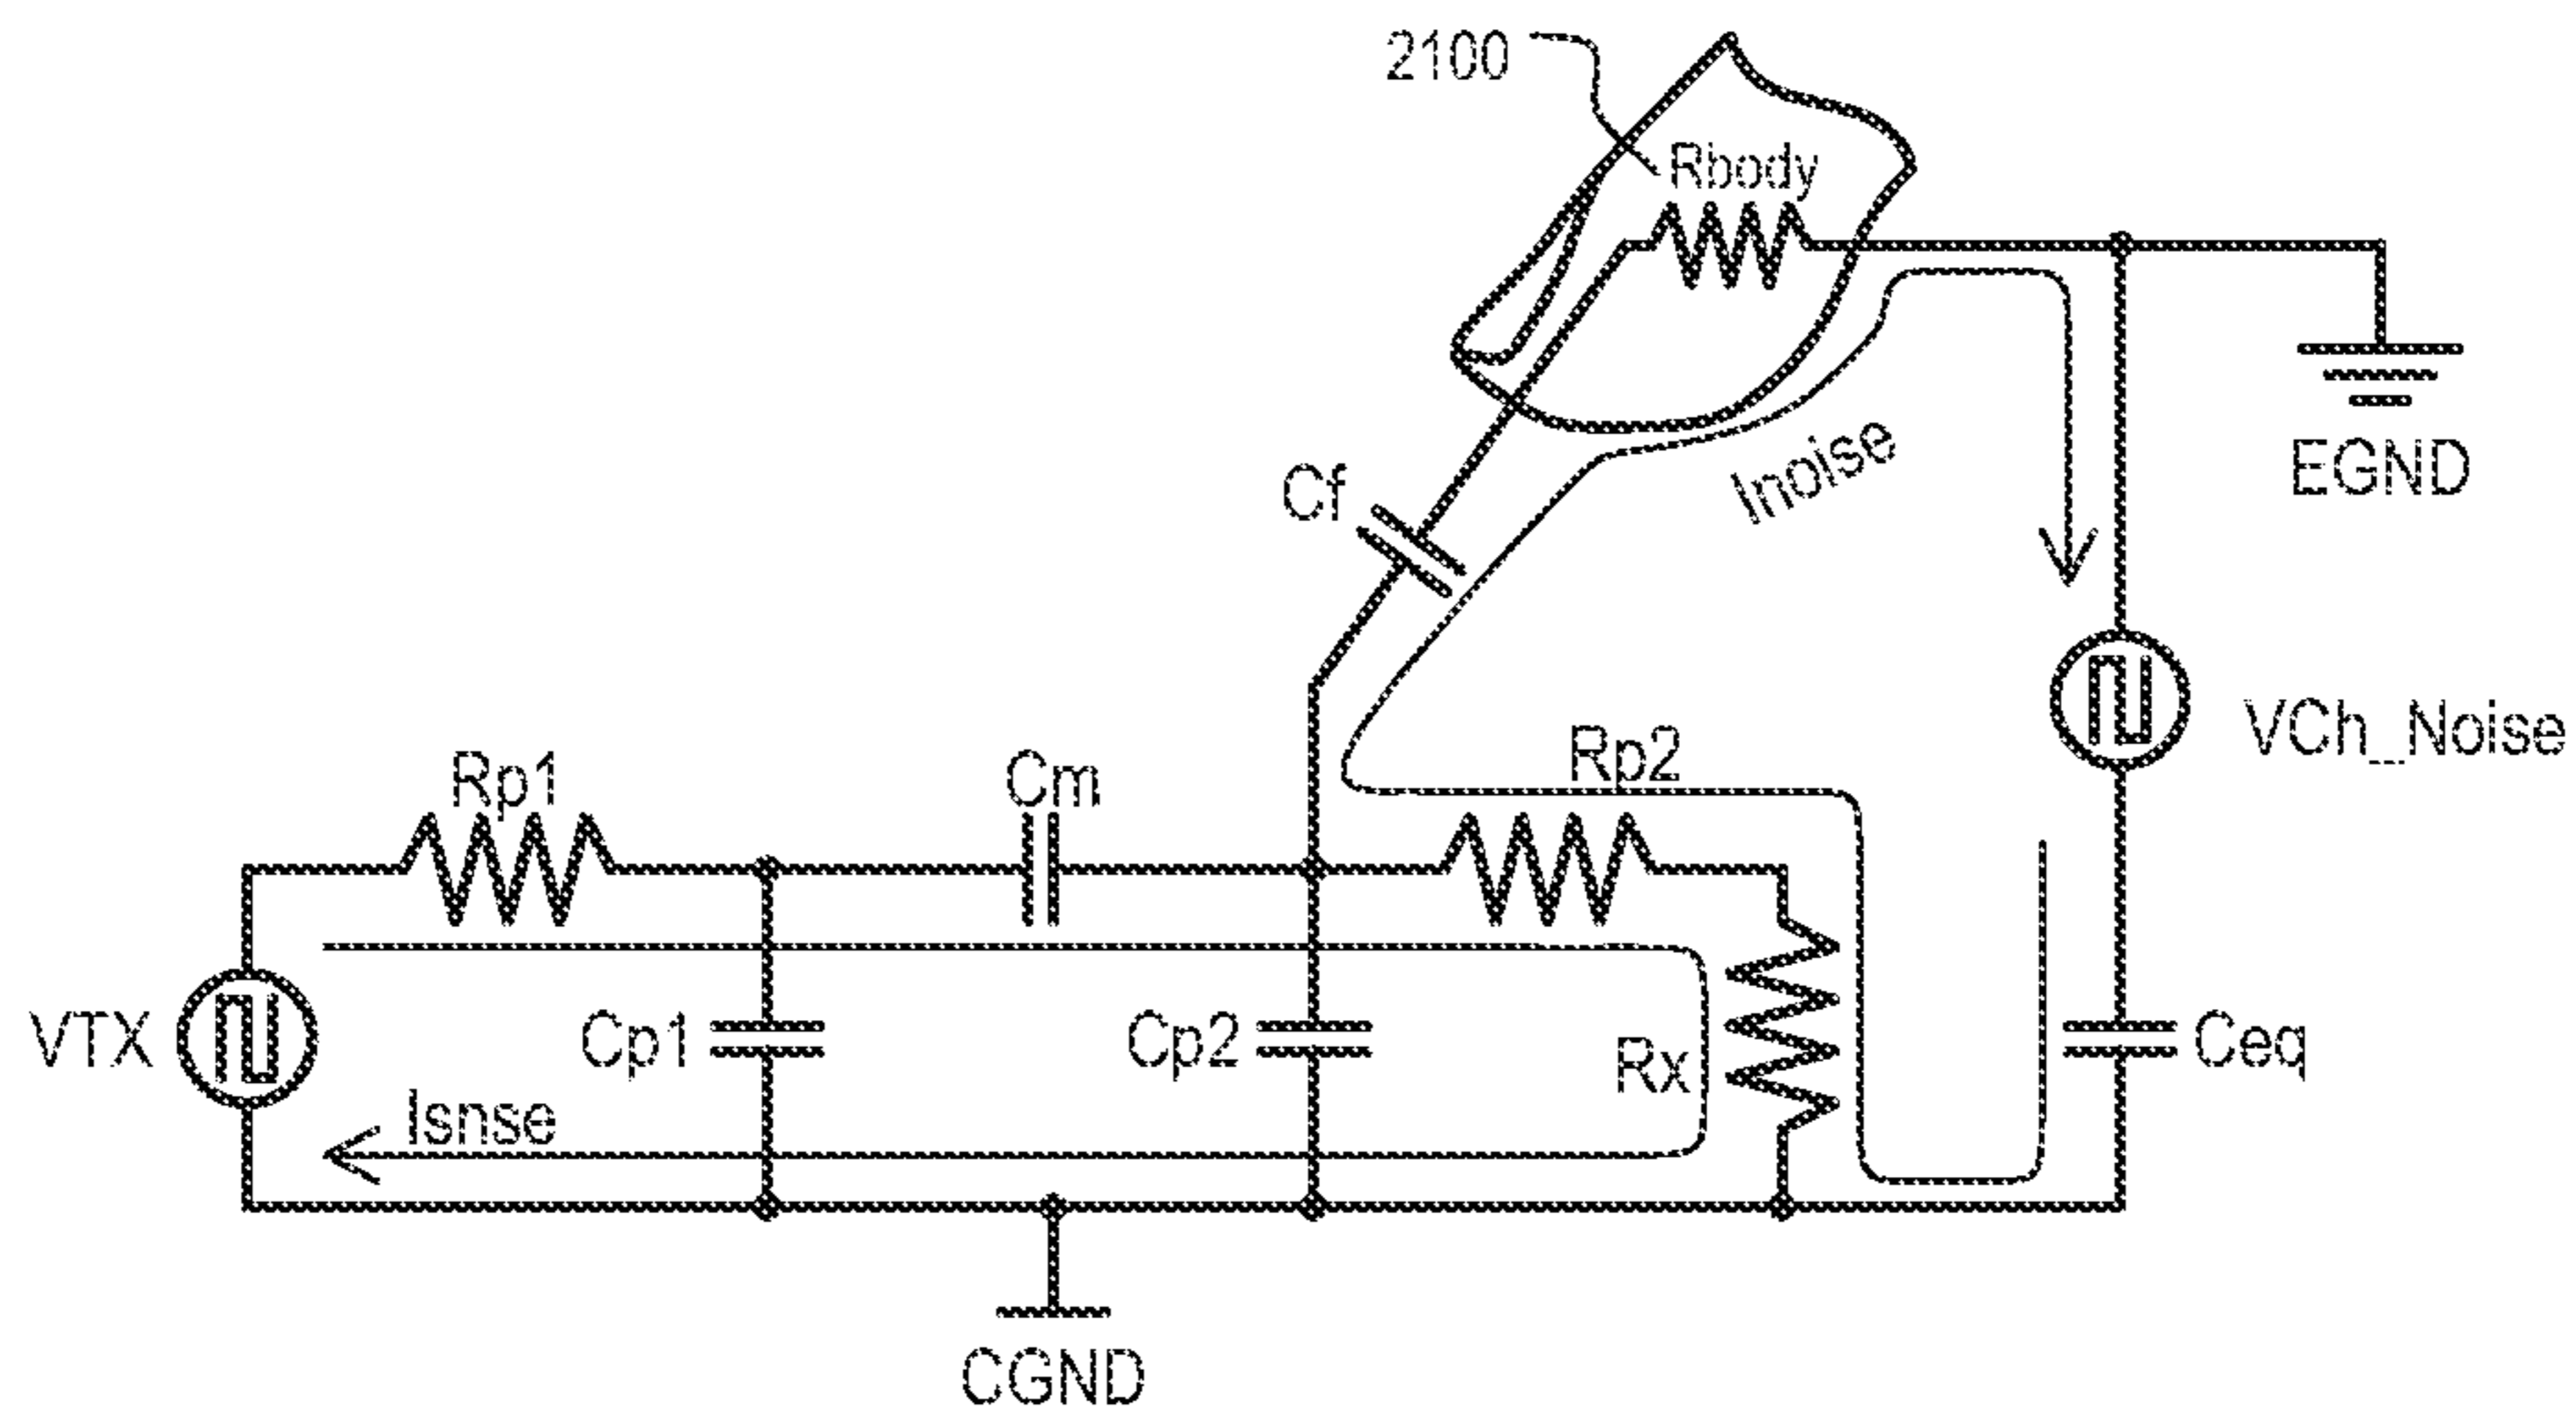 2100
Rbody
Cf
Inoise
EGND
VCh_Noise
Rp1
Cm
Rp2
VTX
Cp1
Cp2
Rx
Ceq
Isnse
CGND